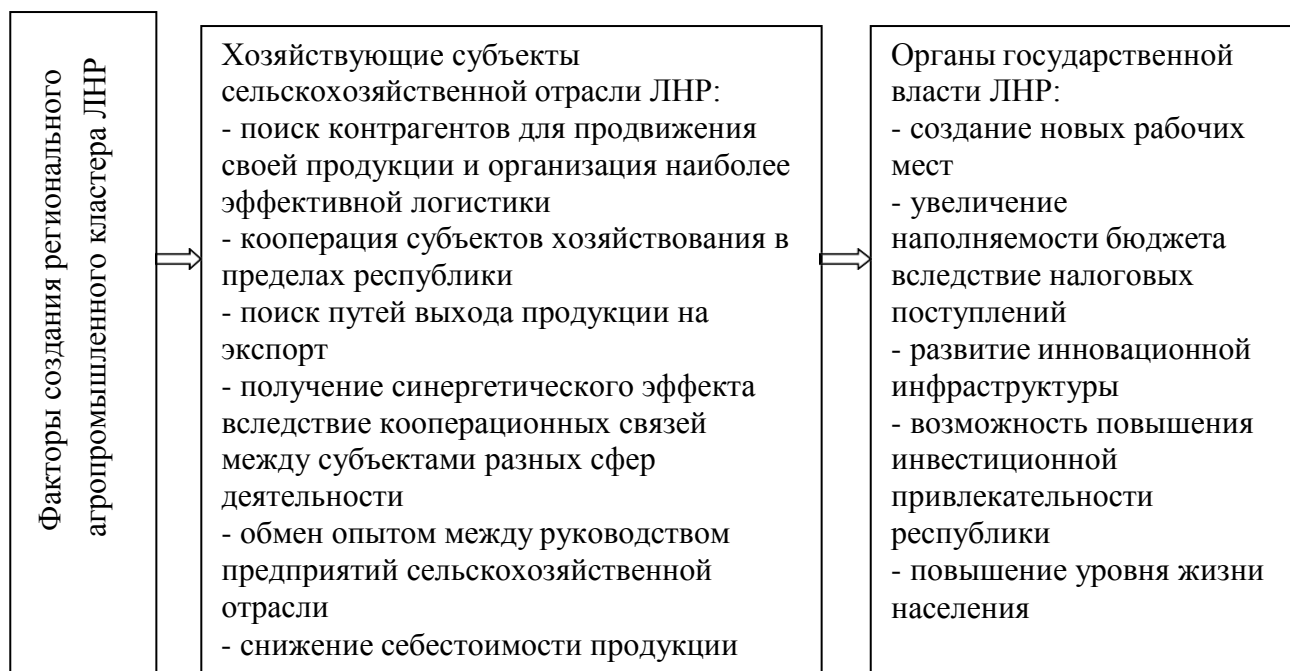 Факторы создания регионального
агропромышленного кластера ЛНР
Хозяйствующие субъекты
сельскохозяйственной отрасли ЛНР:
- поиск контрагентов для продвижения
своей продукции и организация наиболее
эффективной логистики
- кооперация субъектов хозяйствования в
пределах республики
- поиск путей выхода продукции на
экспорт
- получение синергетического эффекта
вследствие кооперационных связей
между субъектами разных сфер
деятельности
- обмен опытом между руководством
предприятий сельскохозяйственной
отрасли
- снижение себестоимости продукции
Органы государственной
власти ЛНР:
- создание новых рабочих
мест
- увеличение
наполняемости бюджета
вследствие налоговых
поступлений
- развитие инновационной
инфраструктуры
- возможность повышения
инвестиционной
привлекательности
республики
- повышение уровня жизни
населения